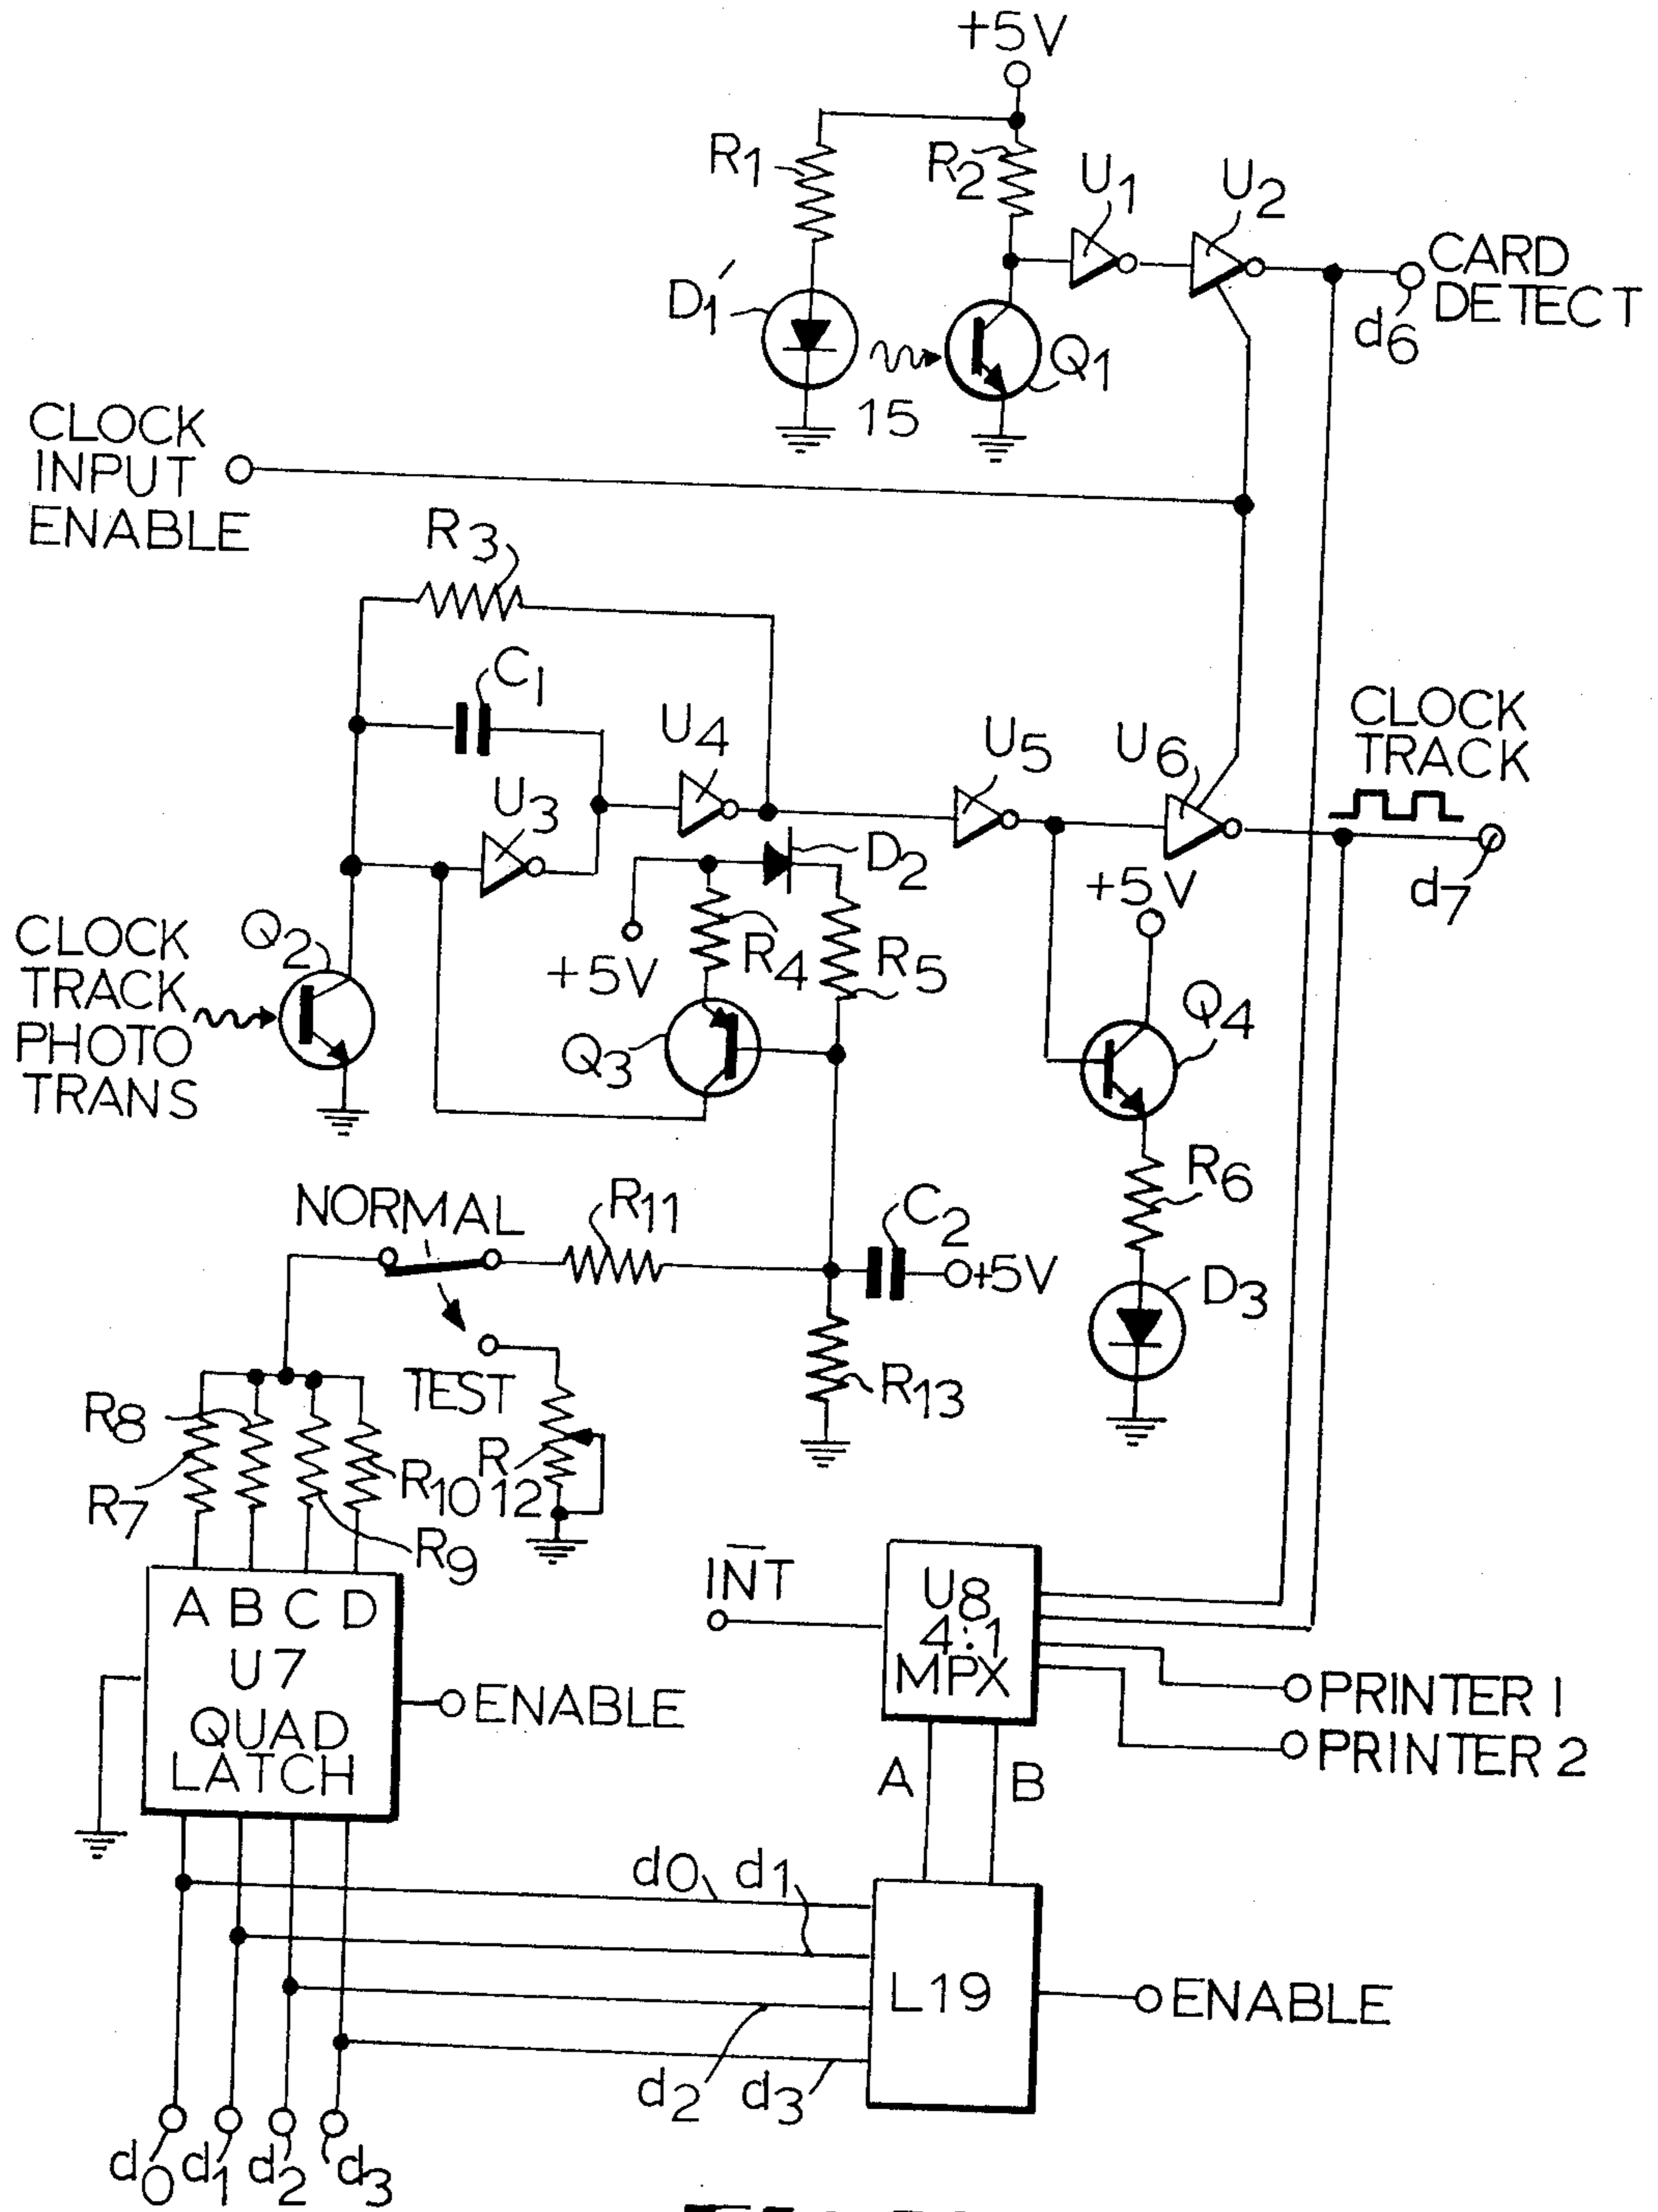 +5V
R1
R2
U1
U2
CARD
DETECT
d6
D1'
Q1
15
CLOCK
INPUT
ENABLE
R3
C1
U4
U3
U5
U6
CLOCK
TRACK
d7
D2
+5V
R4
R5
+5V
Q2
CLOCK
TRACK
PHOTO
TRANS
Q3
Q4
R6
NORMAL
R11
C2
+5V
D3
TEST
R13
R8
R7
R10
R12
R9
A B C D
U7
QUAD
LATCH
ENABLE
INT
U8
4:1
MPX
PRINTER 1
PRINTER 2
A
B
d0
d1
L19
ENABLE
d2
d3
d0
d1
d2
d3